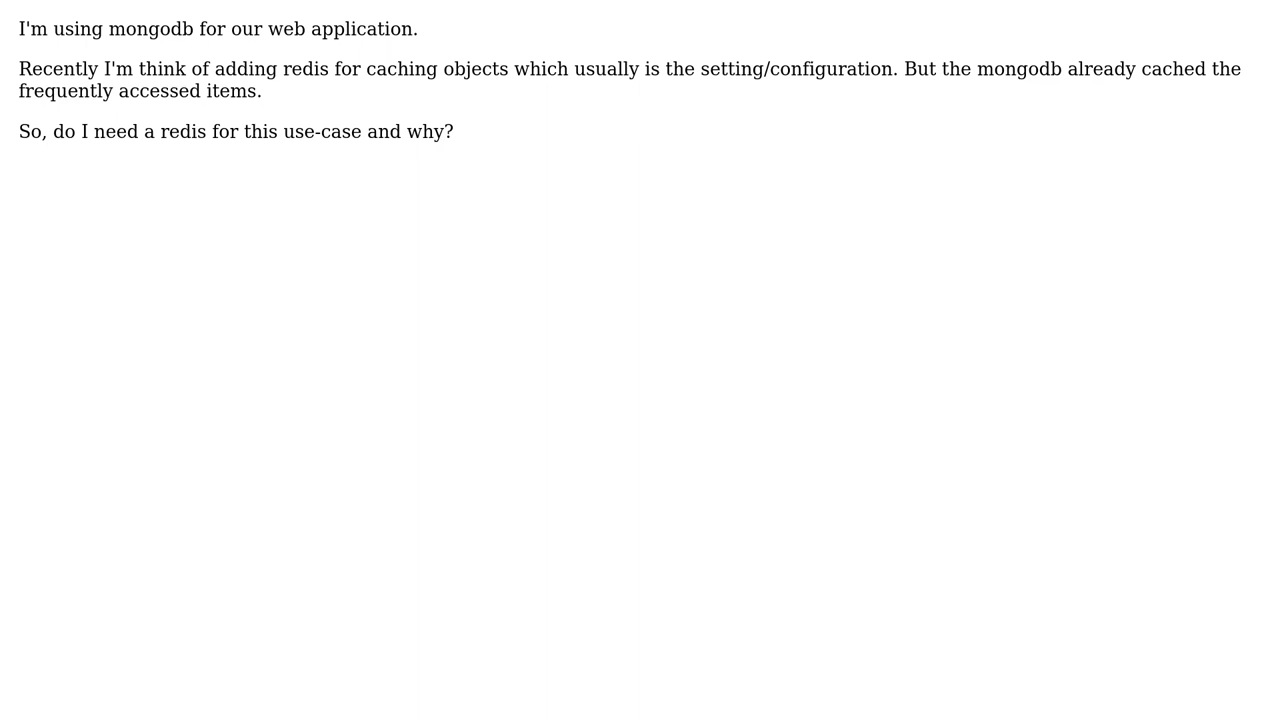 I'm using mongodb for our web application.
Recently I'm think of adding redis for caching objects which usually is the setting/configuration. But the mongodb already cached the
frequently accessed items.
So, do I need a redis for this use-case and why?